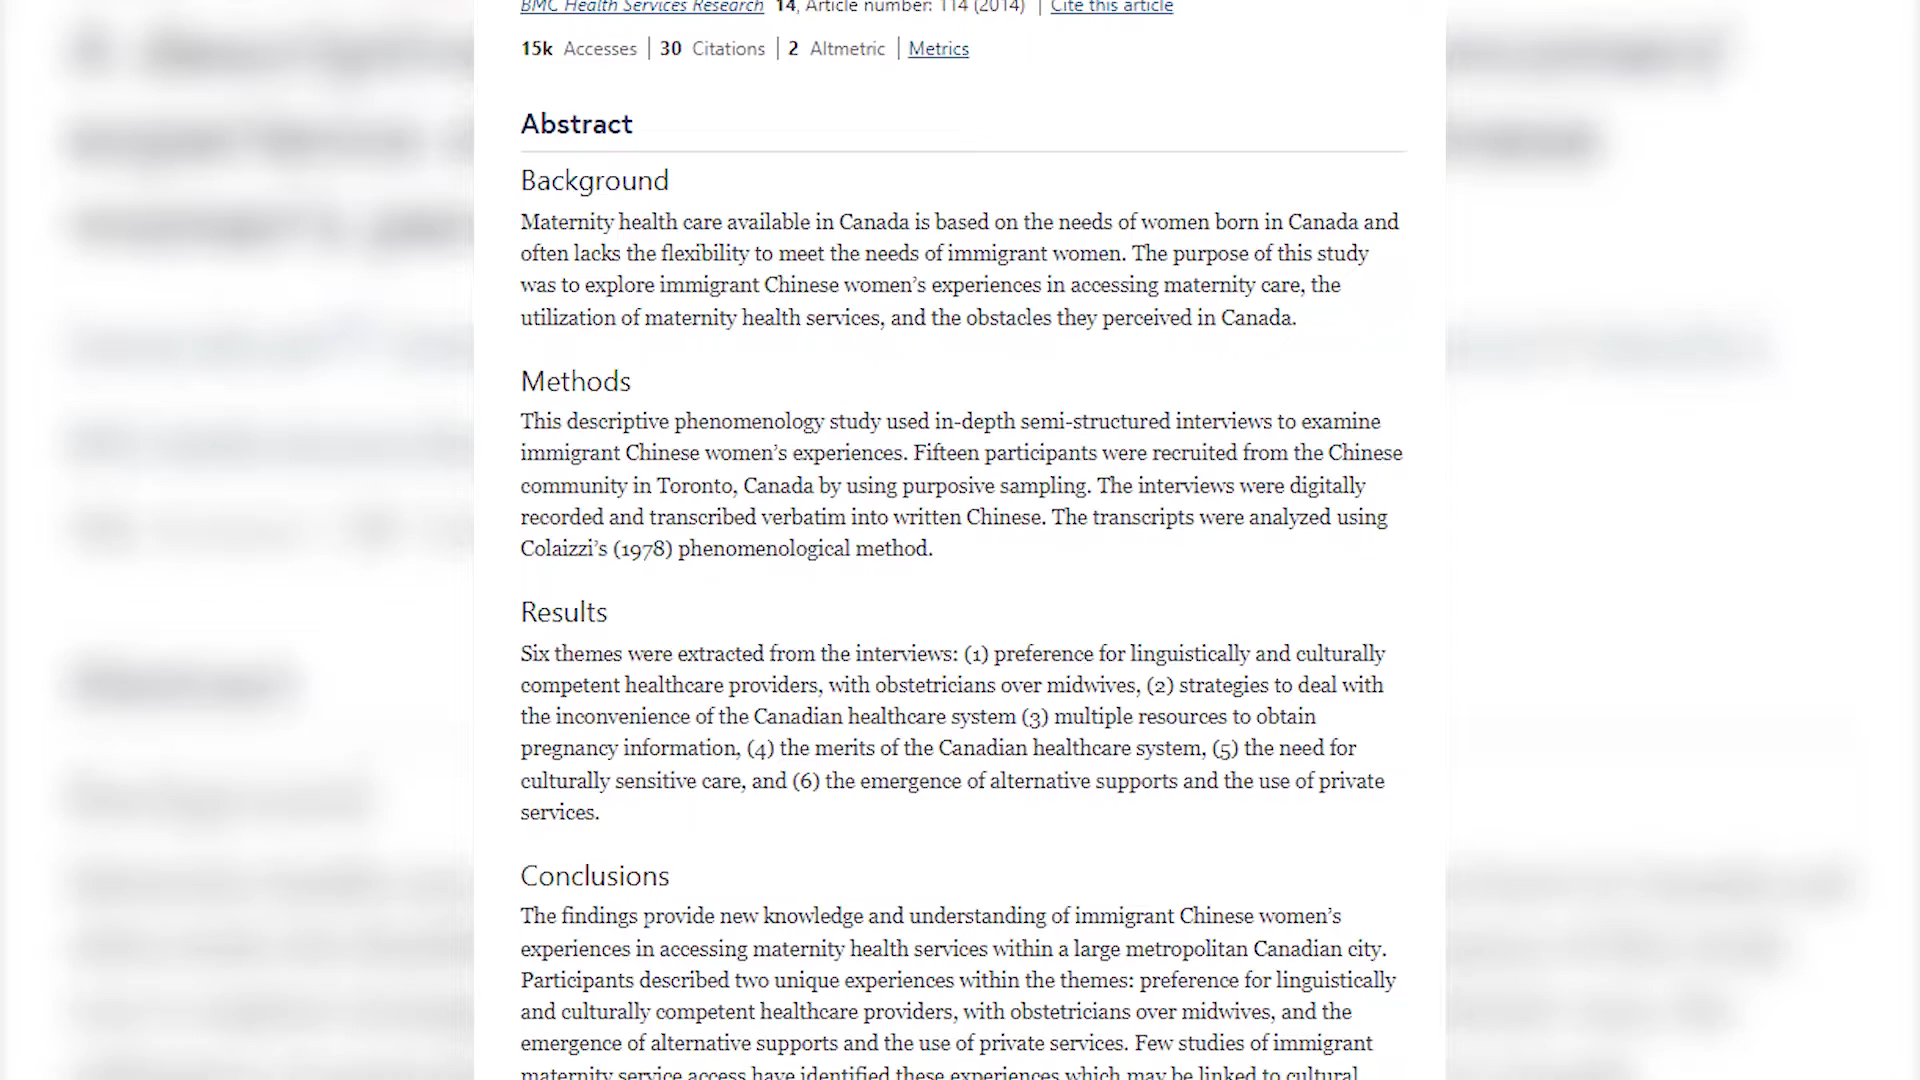 BMC Health Services Research 14, Article number: 114 (2014) | Cite this article
15k Accesses | 30 Citations | 2 Altmetric | Metrics
Abstract
Background
Maternity health care available in Canada is based on the needs of women born in Canada and
often lacks the flexibility to meet the needs of immigrant women. The purpose of this study
was to explore immigrant Chinese women’s experiences in accessing maternity care, the
utilization of maternity health services, and the obstacles they perceived in Canada.
Methods
This descriptive phenomenology study used in-depth semi-structured interviews to examine
immigrant Chinese women’s experiences. Fifteen participants were recruited from the Chinese
community in Toronto, Canada by using purposive sampling. The interviews were digitally
recorded and transcribed verbatim into written Chinese. The transcripts were analyzed using
Colaizzi’s (1978) phenomenological method.
Results
Six themes were extracted from the interviews: (1) preference for linguistically and culturally
competent healthcare providers, with obstetricians over midwives, (2) strategies to deal with
the inconvenience of the Canadian healthcare system (3) multiple resources to obtain
pregnancy information, (4) the merits of the Canadian healthcare system, (5) the need for
culturally sensitive care, and (6) the emergence of alternative supports and the use of private
services.
Conclusions
The findings provide new knowledge and understanding of immigrant Chinese women’s
experiences in accessing maternity health services within a large metropolitan Canadian city.
Participants described two unique experiences within the themes: preference for linguistically
and culturally competent healthcare providers, with obstetricians over midwives, and the
emergence of alternative supports and the use of private services. Few studies of immigrant
maternity service access have identified these experiences which may be linked to cultural